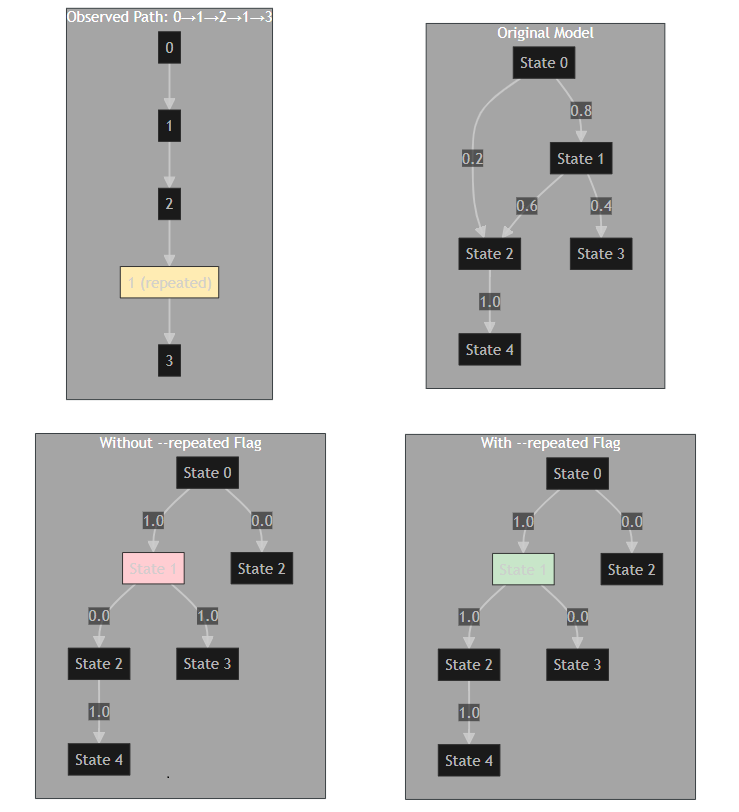 Observed Path: 0→1→2→1→3
0
1
2
1 (repeated)
3
Original Model
State 0
0.8
State 1
0.2
0.6
0.4
State 2
State 3
1.0
State 4
Without --repeated Flag
State 0
1.0
0.0
State 1
State 2
0.0
1.0
State 2
State 3
1.0
State 4
.
With --repeated Flag
State 0
1.0
0.0
State 1
State 2
1.0
0.0
State 2
State 3
1.0
State 4